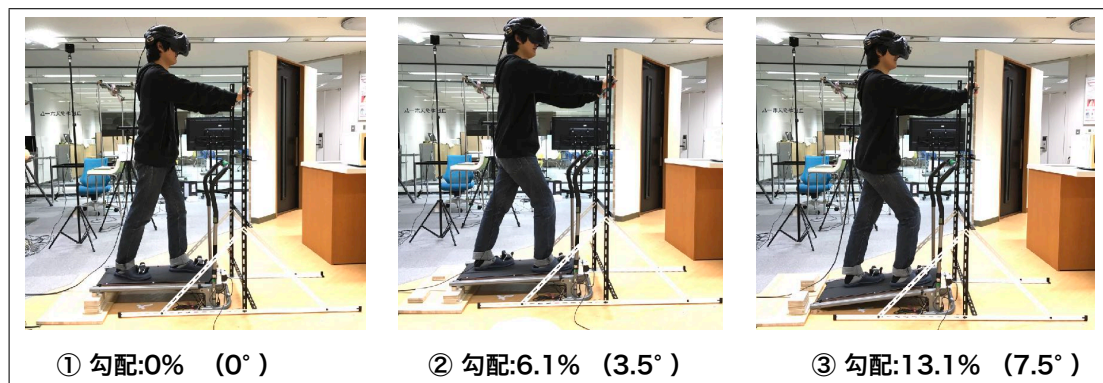 ① 勾配:0% (0°)
② 勾配:6.1% (3.5°)
③ 勾配:13.1% (7.5°)